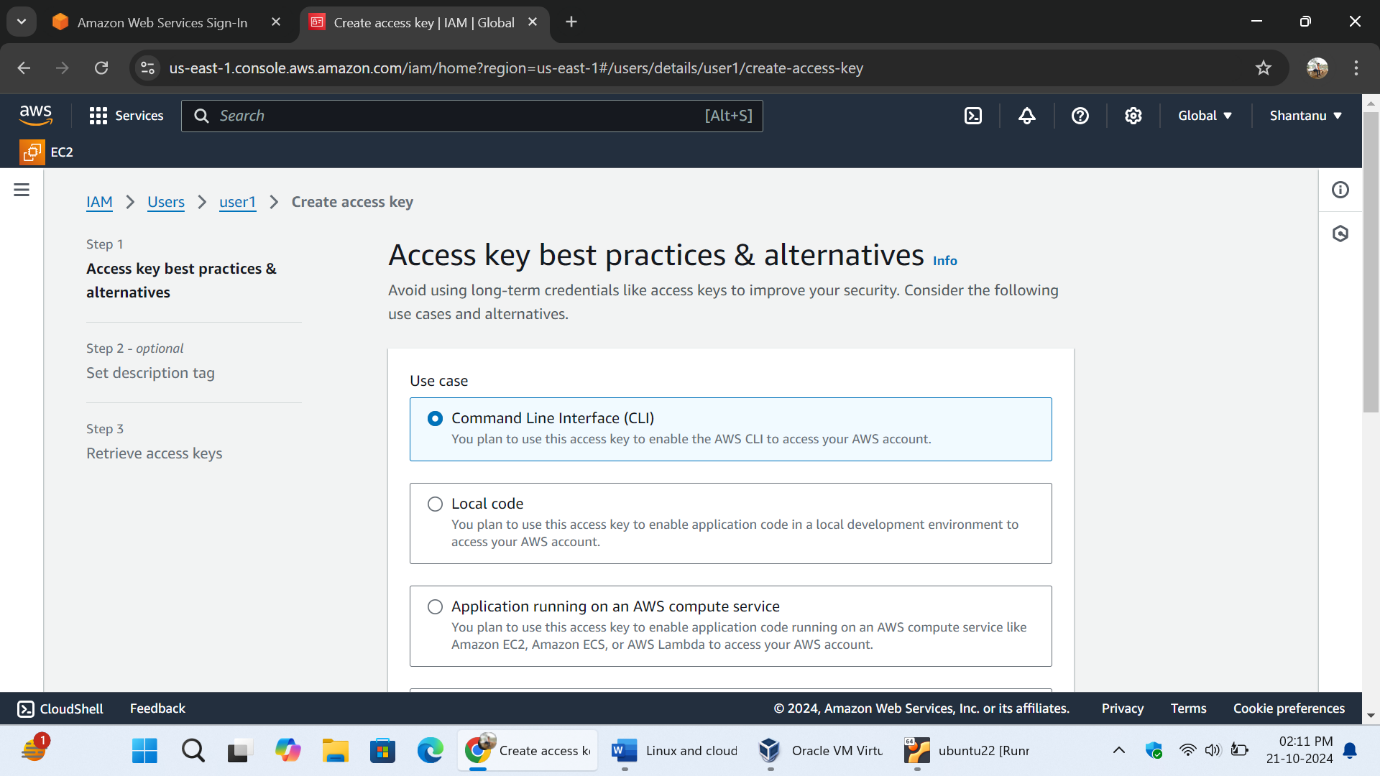 Amazon Web Services Sign-In
Create access key | IAM | Global
us-east-1.console.aws.amazon.com/iam/home?region=us-east-1#/users/details/user1/create-access-key
aws
Services
Search
[Alt+S]
Global
Shantanu
EC2
IAM
Users
user1
Create access key
Step 1
Access key best practices &
alternatives
Step 2 - optional
Set description tag
Step 3
Retrieve access keys
Access key best practices & alternatives Info
Avoid using long-term credentials like access keys to improve your security. Consider the following
use cases and alternatives.
Use case
Command Line Interface (CLI)
You plan to use this access key to enable the AWS CLI to access your AWS account.
Local code
You plan to use this access key to enable application code in a local development environment to
access your AWS account.
Application running on an AWS compute service
You plan to use this access key to enable application code running on an AWS compute service like
Amazon EC2, Amazon ECS, or AWS Lambda to access your AWS account.
CloudShell
Feedback
© 2024, Amazon Web Services, Inc. or its affiliates.
Privacy
Terms
Cookie preferences
1
Create access k
Linux and cloud
Oracle VM Virtu
64
ubuntu22 [Runr
02:11 PM
21-10-2024